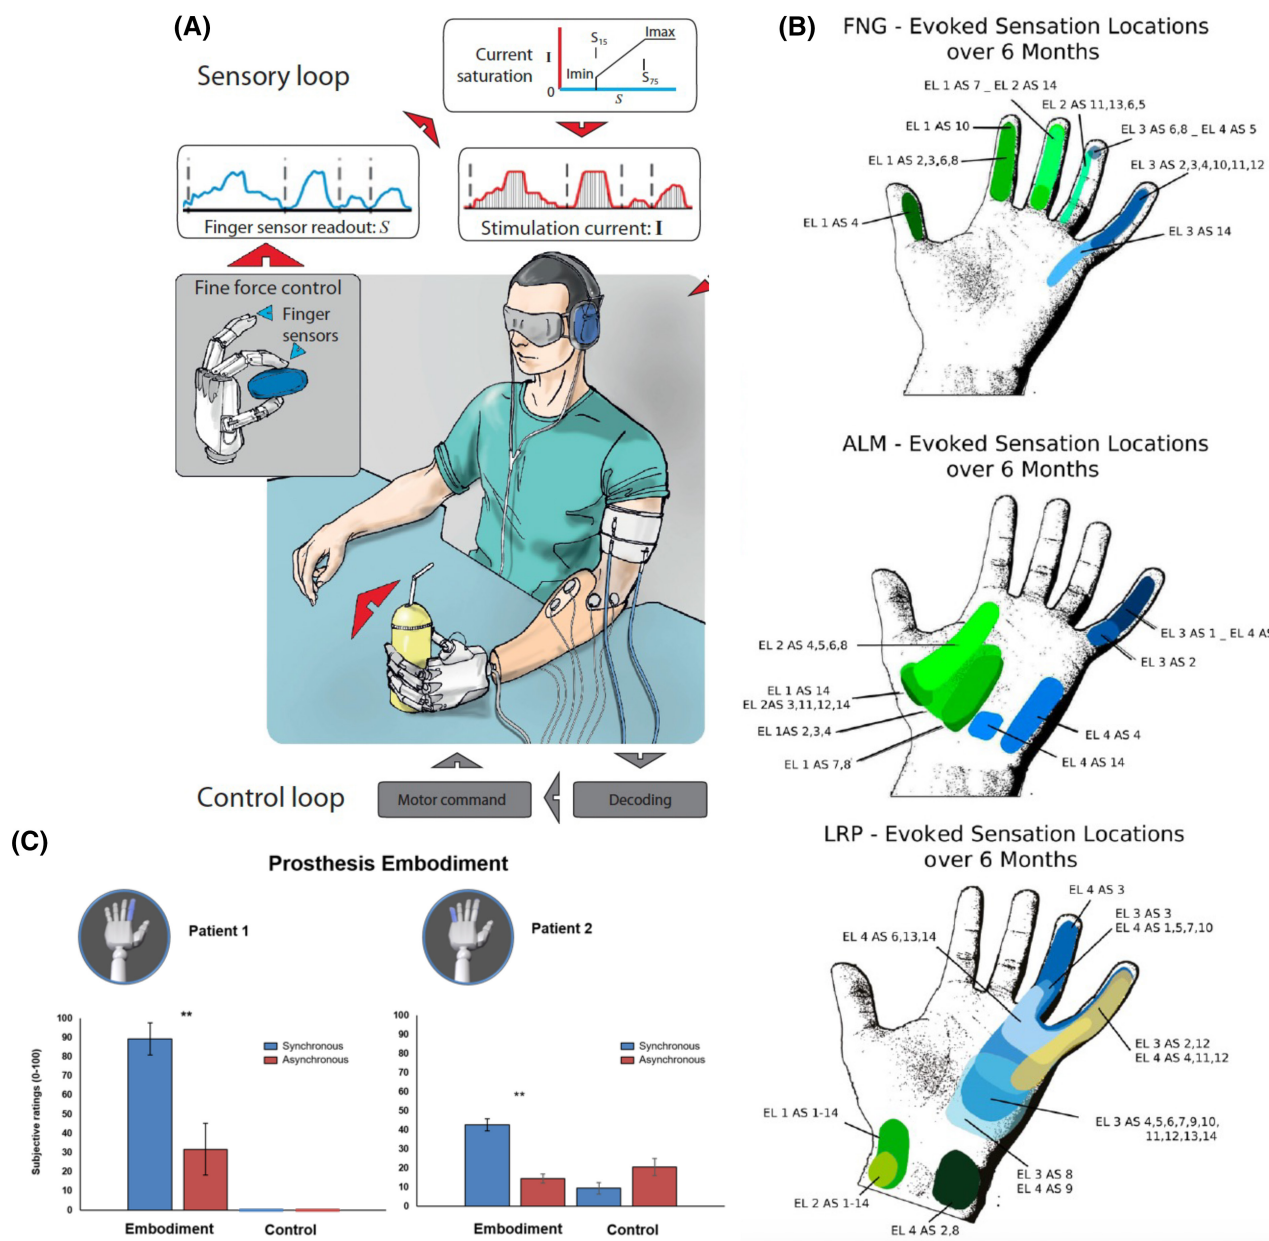 (A)
Sensory loop
Current
saturation
I
0
Imin
S15
Imax
S75
S
Finger sensor readout: S
Stimulation current: I
Fine force control
Finger
sensors
Control loop
Motor command
Decoding
(B)
FNG - Evoked Sensation Locations
over 6 Months
EL 1 AS 7 _ EL 2 AS 14
EL 2 AS 11,13,6,5
EL 1 AS 10
EL 3 AS 6,8 _ EL 4 AS 5
EL 1 AS 2,3,6,8
EL 3 AS 2,3,4,10,11,12
EL 1 AS 4
EL 3 AS 14
ALM - Evoked Sensation Locations
over 6 Months
EL 2 AS 4,5,6,8
EL 3 AS 1 _ EL 4 AS
EL 3 AS 2
EL 1 AS 14
EL 2AS 3,11,12,14
EL 1AS 2,3,4
EL 4 AS 4
EL 1 AS 7,8
EL 4 AS 14
LRP - Evoked Sensation Locations
over 6 Months
EL 4 AS 3
EL 3 AS 3
EL 4 AS 1,5,7,10
EL 4 AS 6,13,14
EL 3 AS 2,12
EL 4 AS 4,11,12
EL 1 AS 1-14
EL 3 AS 4,5,6,7,9,10,
11,12,13,14
EL 3 AS 8
EL 4 AS 9
EL 2 AS 1-14
EL 4 AS 2,8
(C)
Prosthesis Embodiment
Patient 1
Subjective ratings (0-100)
100
90
80
70
60
50
40
30
20
10
0
**
Synchronous
Asynchronous
Embodiment
Control
Patient 2
100
90
80
70
60
50
40
30
20
10
0
**
Synchronous
Asynchronous
Embodiment
Control